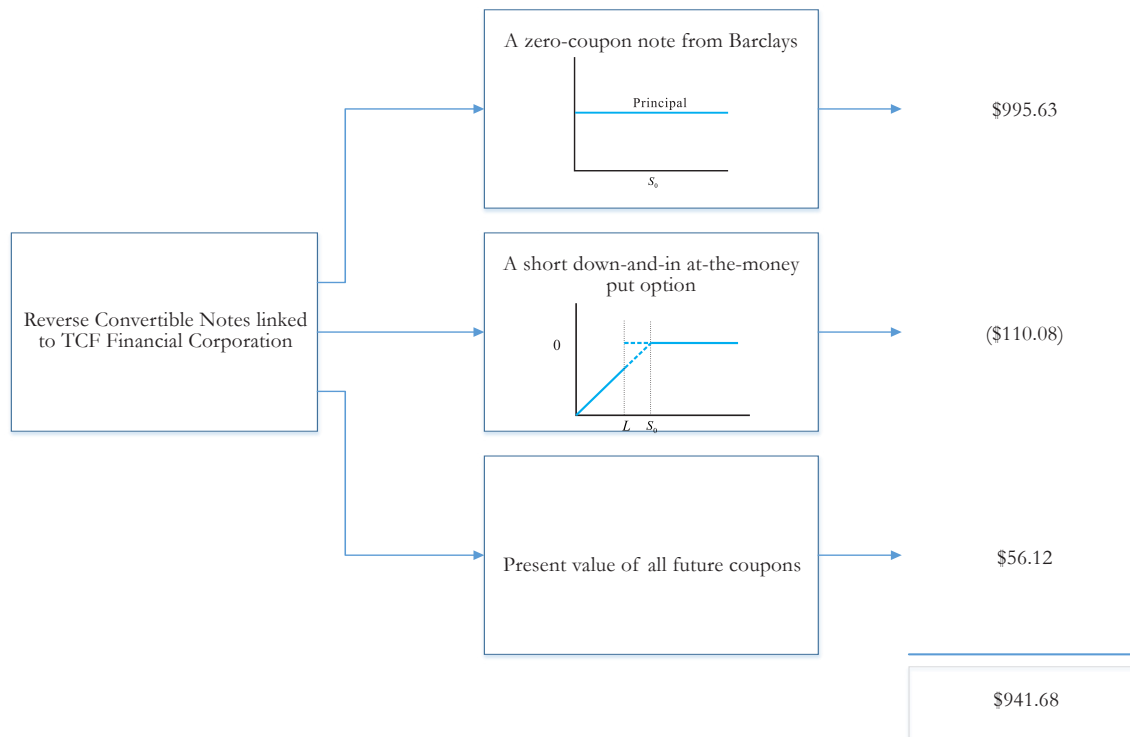 A zero-coupon note from Barclays
Principal
S₀
$995.63
Reverse Convertible Notes linked
to TCF Financial Corporation
A short down-and-in at-the-money
put option
0
L S₀
($110.08)
Present value of all future coupons
$56.12
$941.68